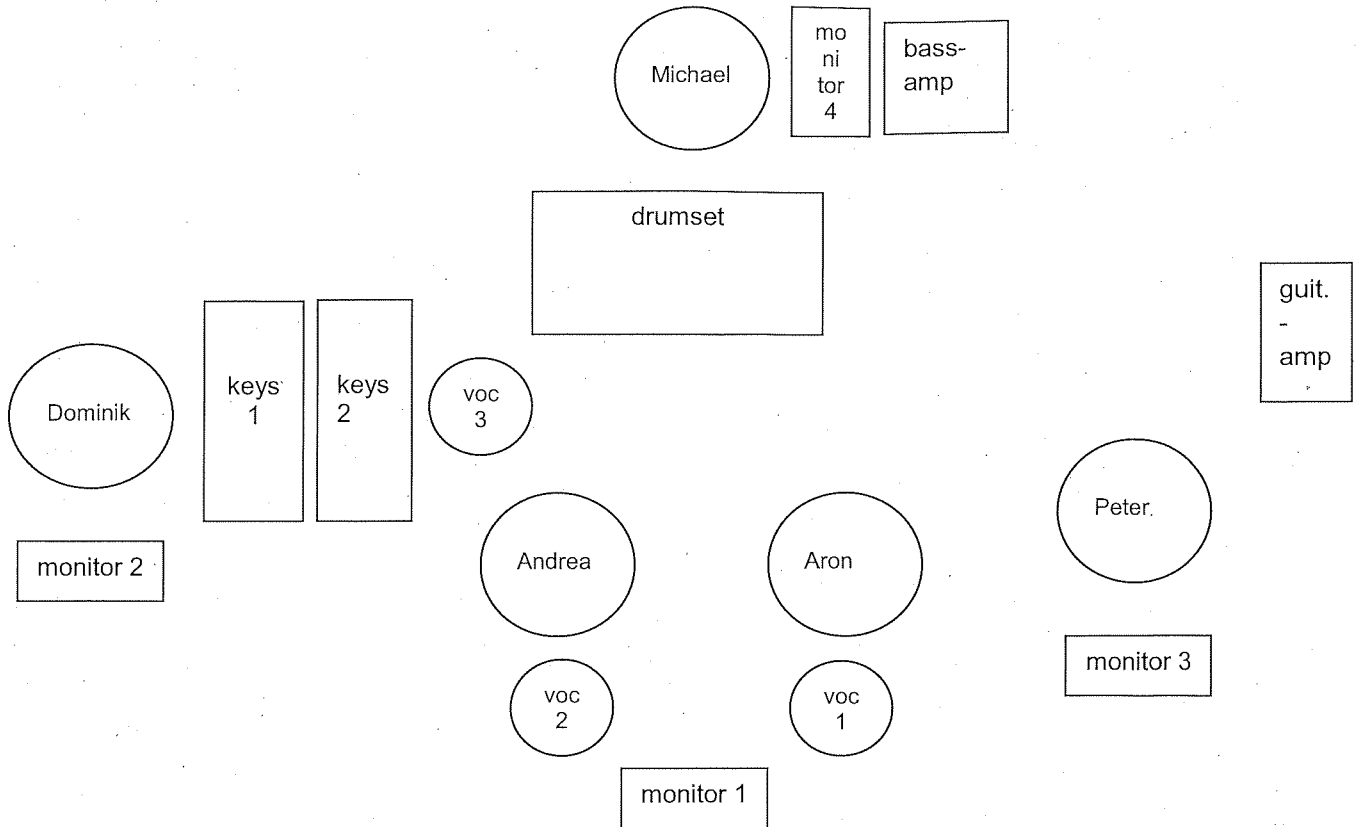 Michael
mo
ni
tor
4
bass-
amp
drumset
guit.
-
amp
Dominik
keys
1
keys
2
voc
3
Andrea
Aron
Peter.
monitor 2
voc
2
voc
1
monitor 3
monitor 1